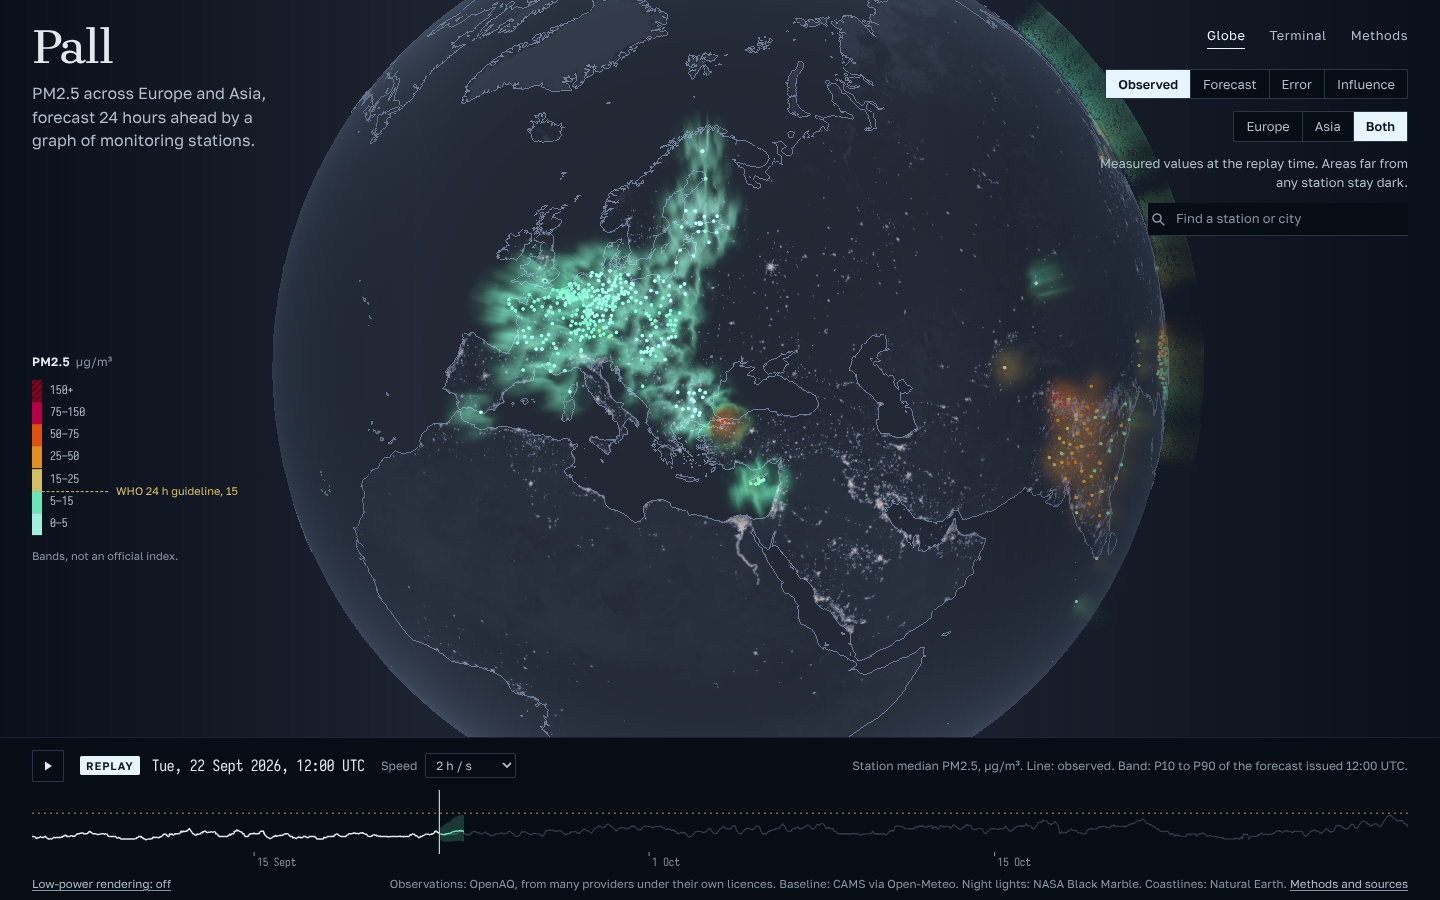 Pall
PM2.5 across Europe and Asia,
forecast 24 hours ahead by a
graph of monitoring stations.
Globe Terminal Methods
Observed Forecast Error Influence
Europe Asia Both
Measured values at the replay time. Areas far from
any station stay dark.
Find a station or city
PM2.5 µg/m³
150+
75–150
50–75
25–50
15–25
WHO 24 h guideline, 15
5–15
0–5
Bands, not an official index.
REPLAY Tue, 22 Sept 2026, 12:00 UTC Speed 2 h / s
Station median PM2.5, µg/m³. Line: observed. Band: P10 to P90 of the forecast issued 12:00 UTC.
15 Sept 1 Oct 15 Oct
Low-power rendering: off
Observations: OpenAQ, from many providers under their own licences. Baseline: CAMS via Open-Meteo. Night lights: NASA Black Marble. Coastlines: Natural Earth. Methods and sources